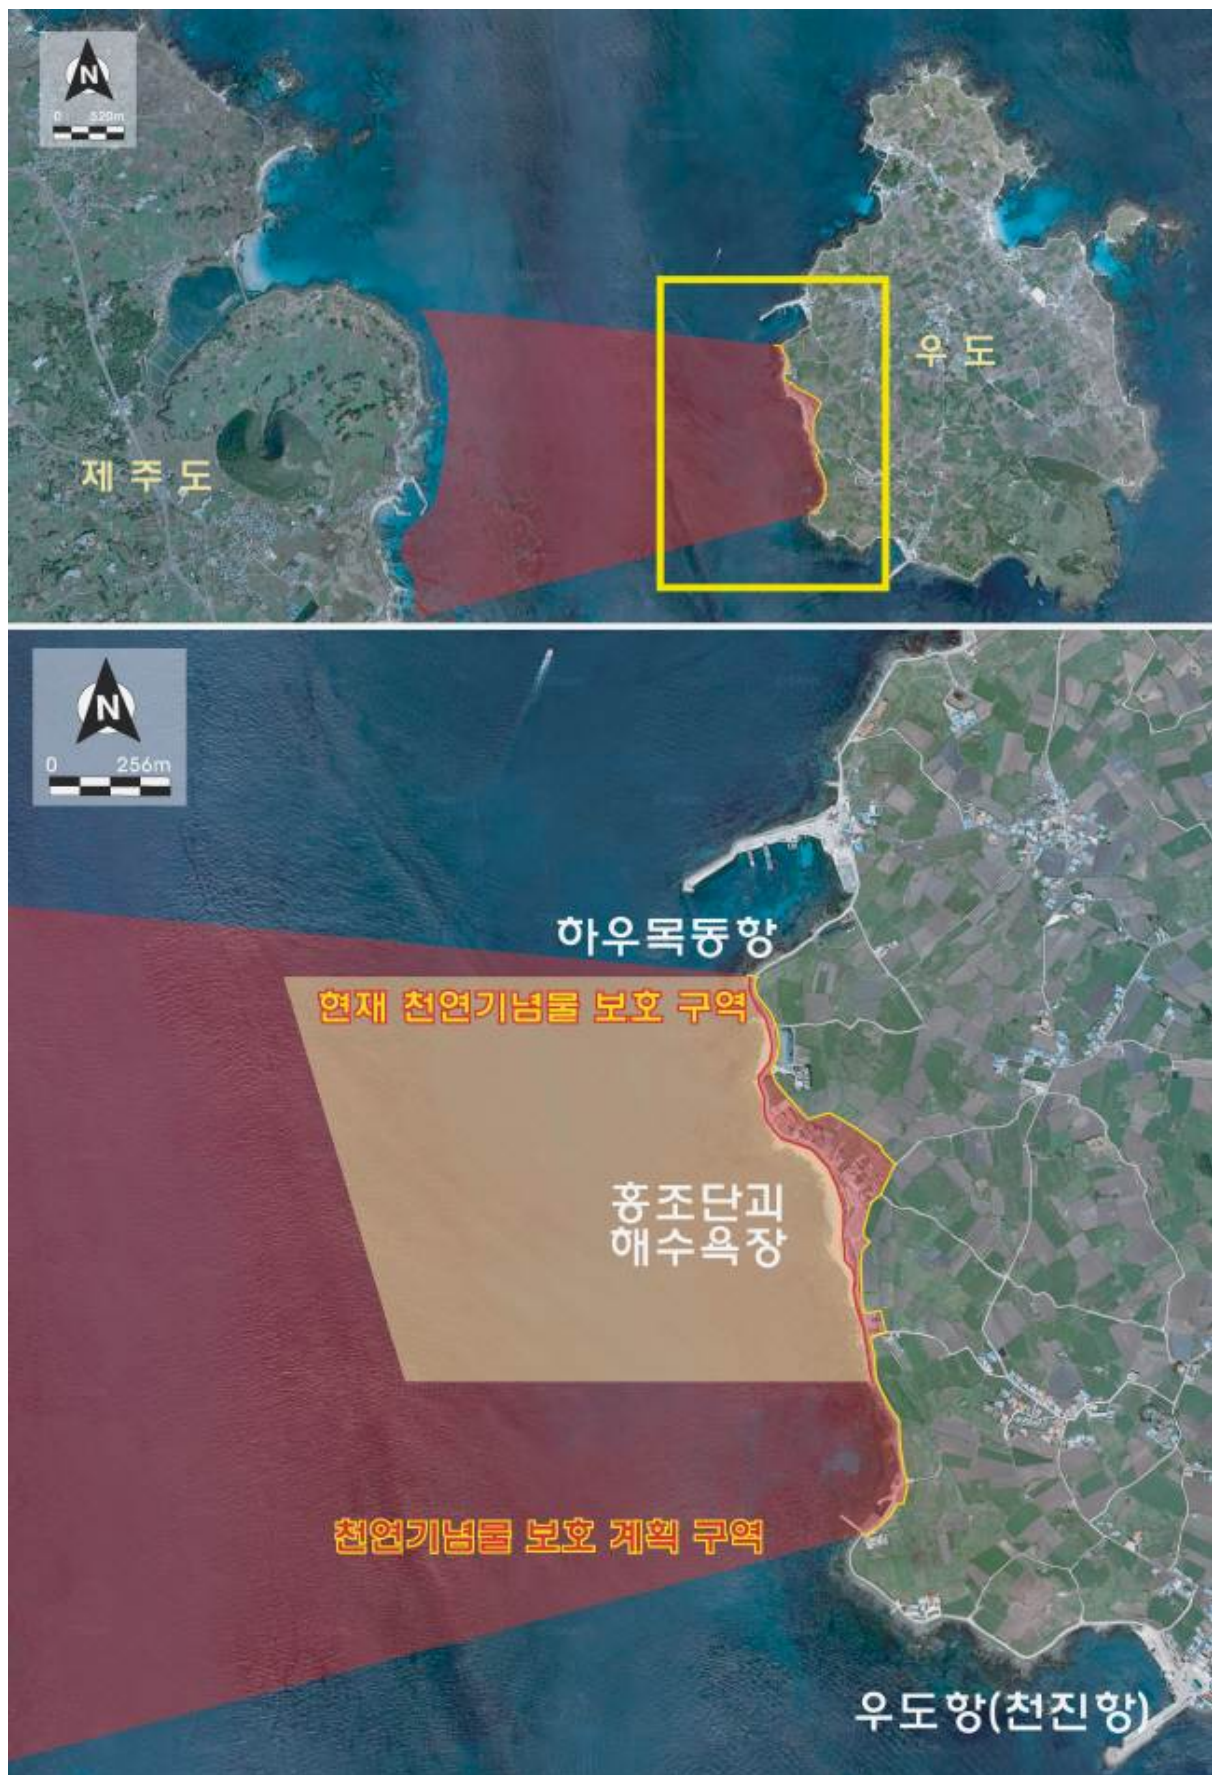 N
0 520m
우 도
제 주 도
N
0 256m
하우목동항
현재 천연기념물 보호 구역
홍조단괴
해수욕장
천연기념물 보호 계획 구역
우도항(천진항)